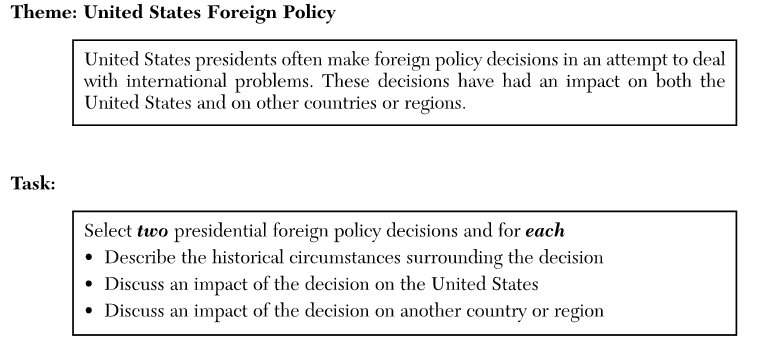 Theme: United States Foreign Policy
United States presidents often make foreign policy decisions in an attempt to deal
with international problems. These decisions have had an impact on both the
United States and on other countries or regions.
Task:
Select two presidential foreign policy decisions and for each
• Describe the historical circumstances surrounding the decision
• Discuss an impact of the decision on the United States
• Discuss an impact of the decision on another country or region